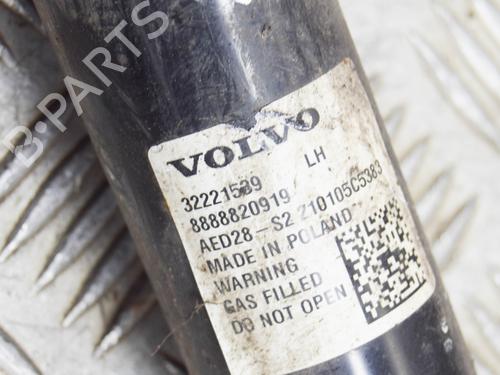 B-PARTS
VOLVO
32221589 LH
8888820919
AED28-S2 210105C5383
MADE IN POLAND
WARNING
GAS FILLED
DO NOT OPEN